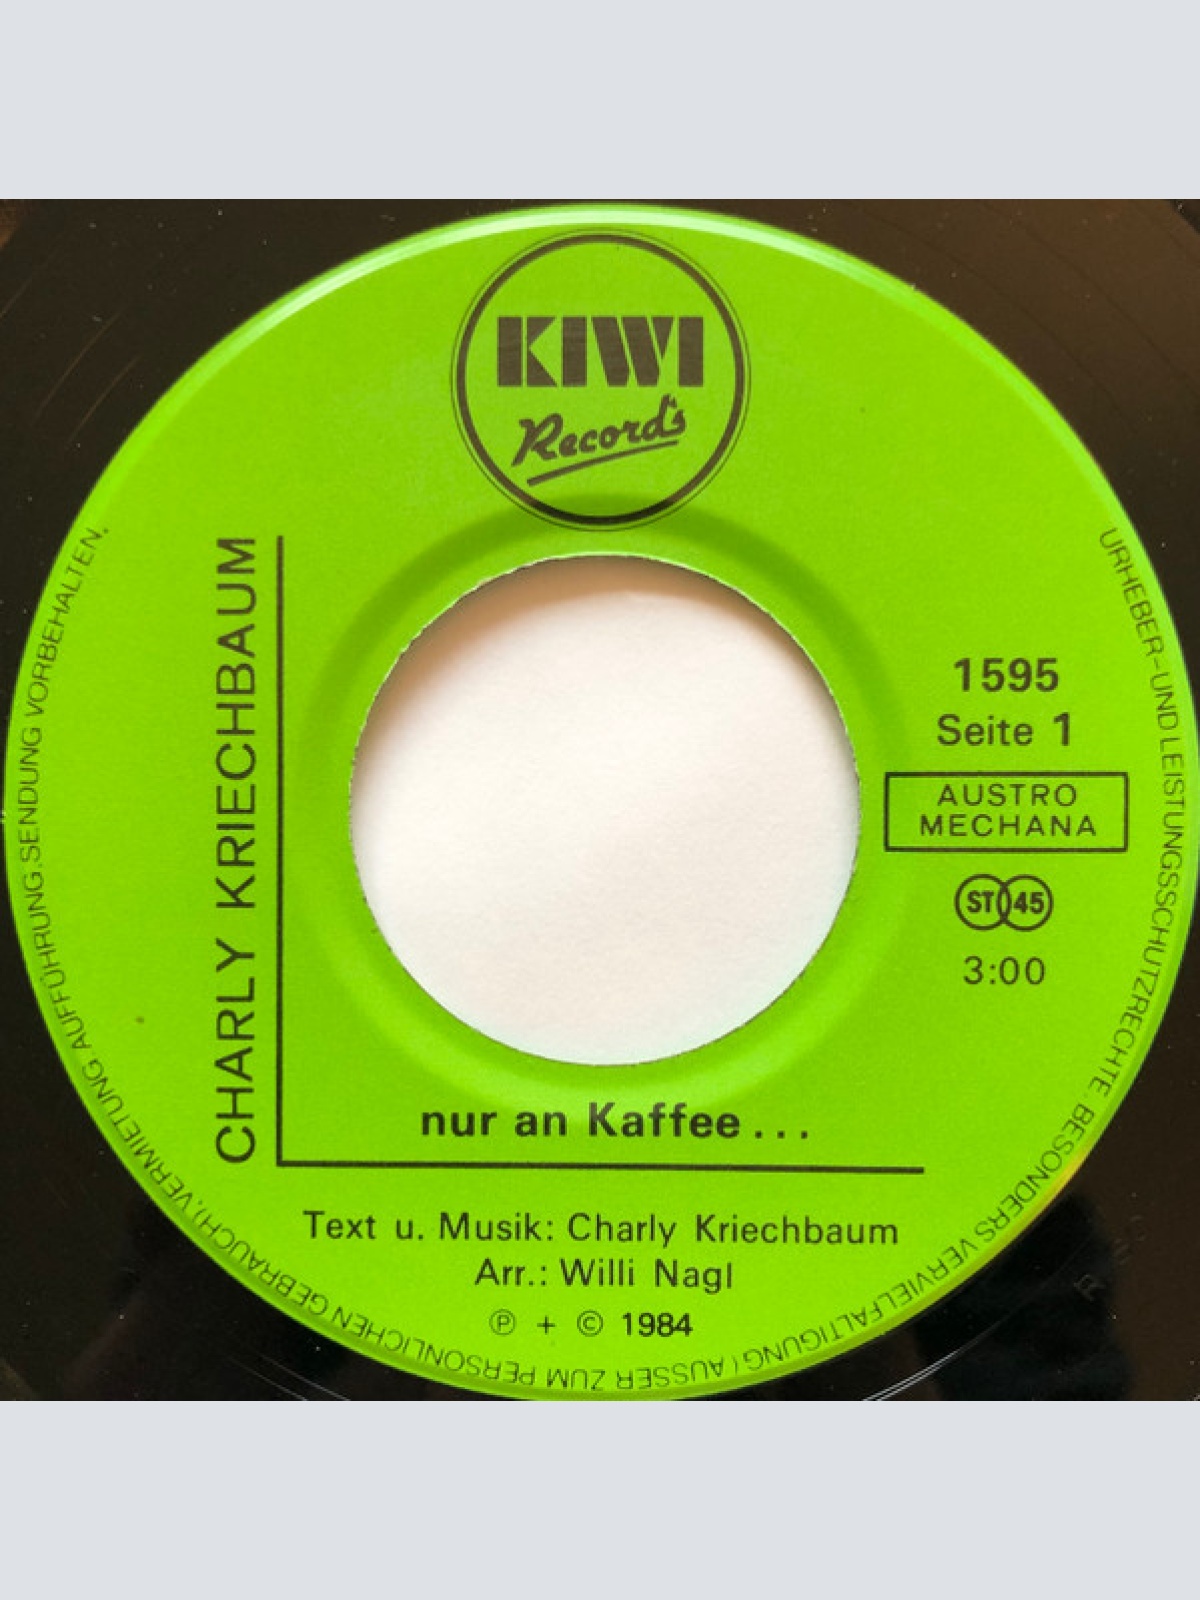 KIWI
Record's
CHARLY KRIECHBAUM
1595
Seite 1
AUSTRO
MECHANA
ST 45
3:00
nur an Kaffee...
Text u. Musik: Charly Kriechbaum
Arr.: Willi Nagl
℗ + © 1984
URHEBER-UND LEISTUNGSSCHUTZRECHTE. BESONDERS VERVIELFÄLTIGUNG (AUSSER ZUM PERSÖNLICHEN GEBRAUCH), VERMIETUNG AUFFÜHRUNG, SENDUNG VORBEHALTEN.